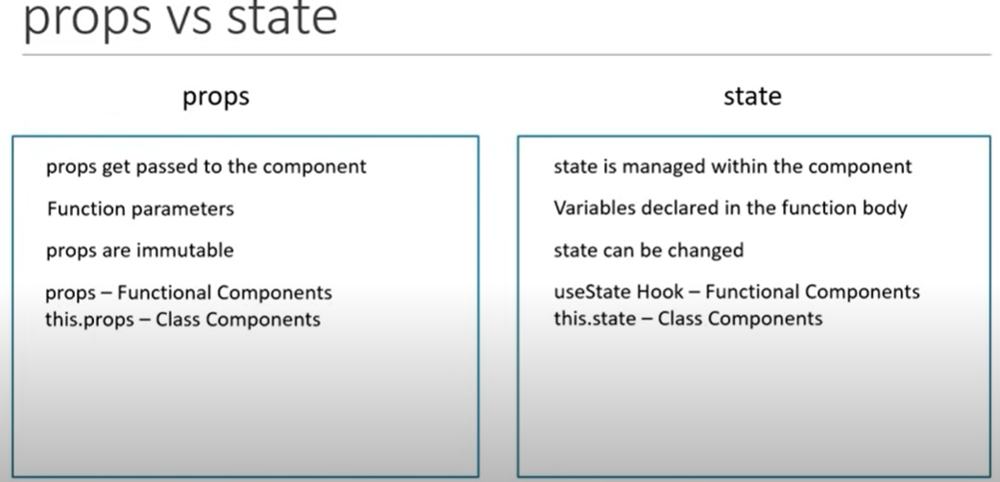 props vs state
props
props get passed to the component
Function parameters
props are immutable
props – Functional Components
this.props – Class Components
state
state is managed within the component
Variables declared in the function body
state can be changed
useState Hook – Functional Components
this.state – Class Components